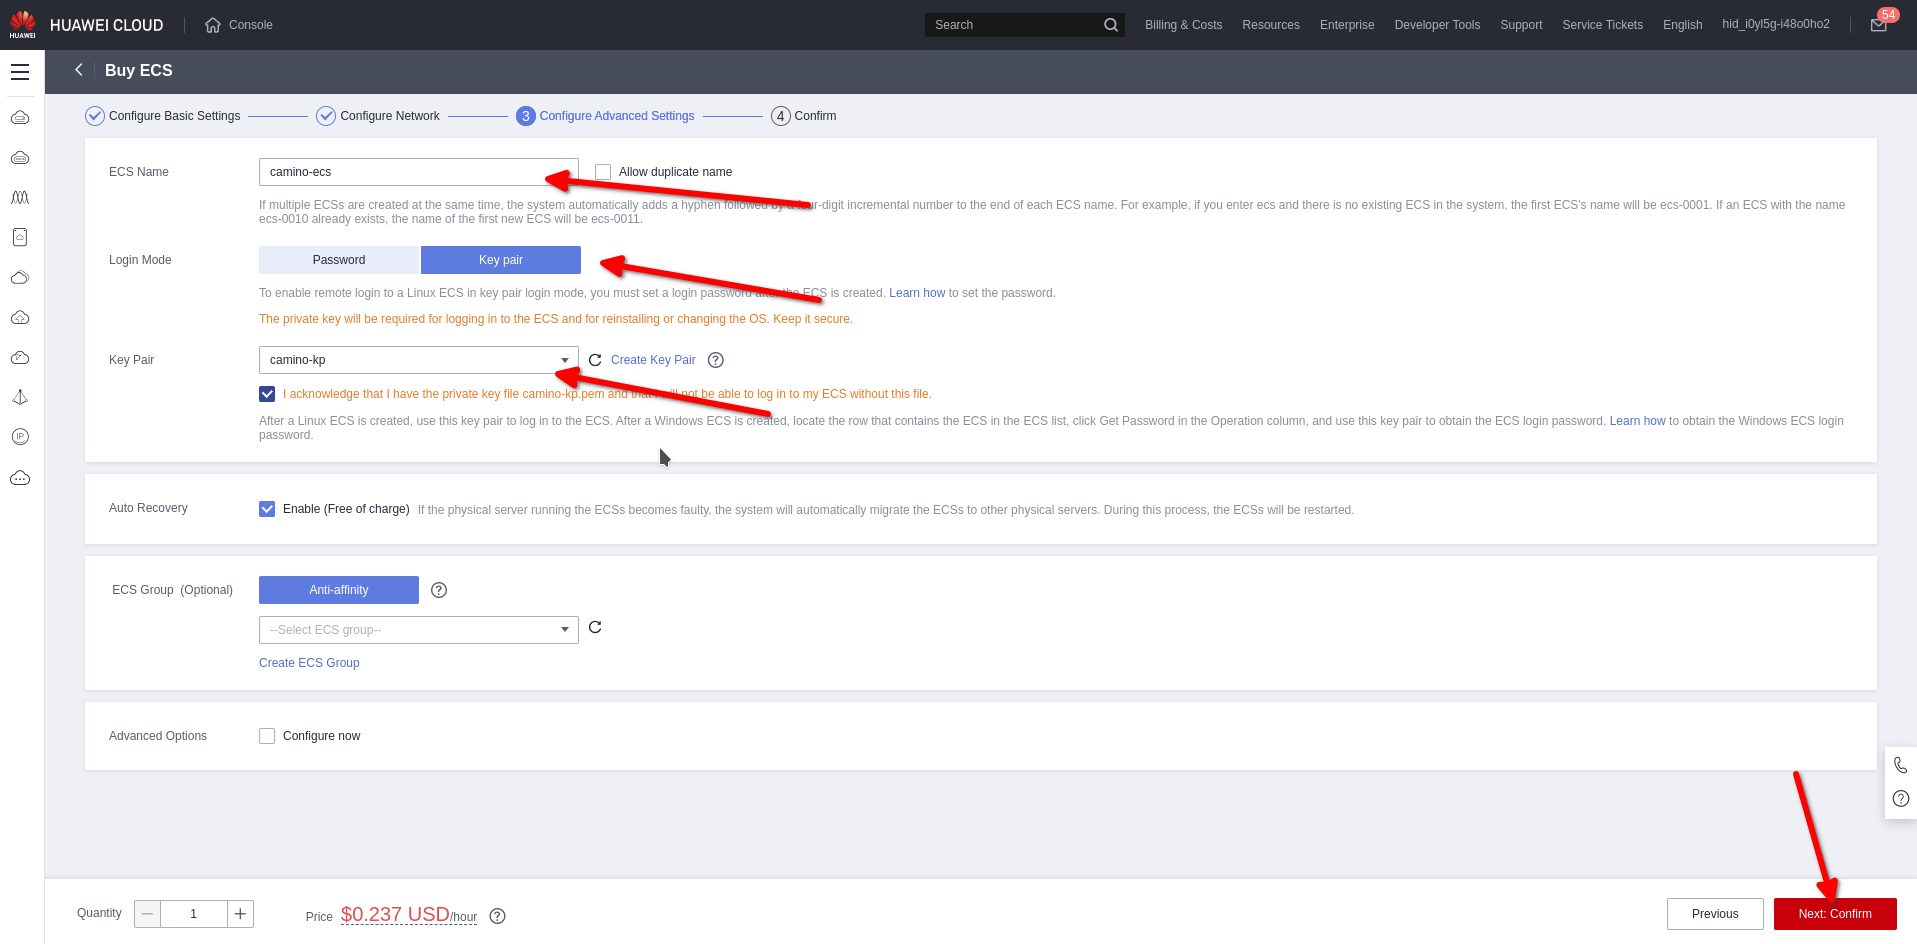 HUAWEI
HUAWEI CLOUD
Console
Search
Billing & Costs
Resources
Enterprise
Developer Tools
Support
Service Tickets
English
hid_i0yl5g-i48o0ho2
54
Buy ECS
Configure Basic Settings
Configure Network
3 Configure Advanced Settings
4 Confirm
ECS Name
camino-ecs
Allow duplicate name
If multiple ECSs are created at the same time, the system automatically adds a hyphen followed by a four-digit incremental number to the end of each ECS name. For example, if you enter ecs and there is no existing ECS in the system, the first ECS's name will be ecs-0001. If an ECS with the name
ecs-0010 already exists, the name of the first new ECS will be ecs-0011.
Login Mode
Password
Key pair
To enable remote login to a Linux ECS in key pair login mode, you must set a login password after the ECS is created. Learn how to set the password.
The private key will be required for logging in to the ECS and for reinstalling or changing the OS. Keep it secure.
Key Pair
camino-kp
Create Key Pair
?
I acknowledge that I have the private key file camino-kp.pem and that I will not be able to log in to my ECS without this file.
After a Linux ECS is created, use this key pair to log in to the ECS. After a Windows ECS is created, locate the row that contains the ECS in the ECS list, click Get Password in the Operation column, and use this key pair to obtain the ECS login password. Learn how to obtain the Windows ECS login
password.
IP
Auto Recovery
Enable (Free of charge)
If the physical server running the ECSs becomes faulty, the system will automatically migrate the ECSs to other physical servers. During this process, the ECSs will be restarted.
ECS Group (Optional)
Anti-affinity
?
--Select ECS group--
Create ECS Group
Advanced Options
Configure now
?
Quantity
1
Price $0.237 USD/hour
?
Previous
Next: Confirm